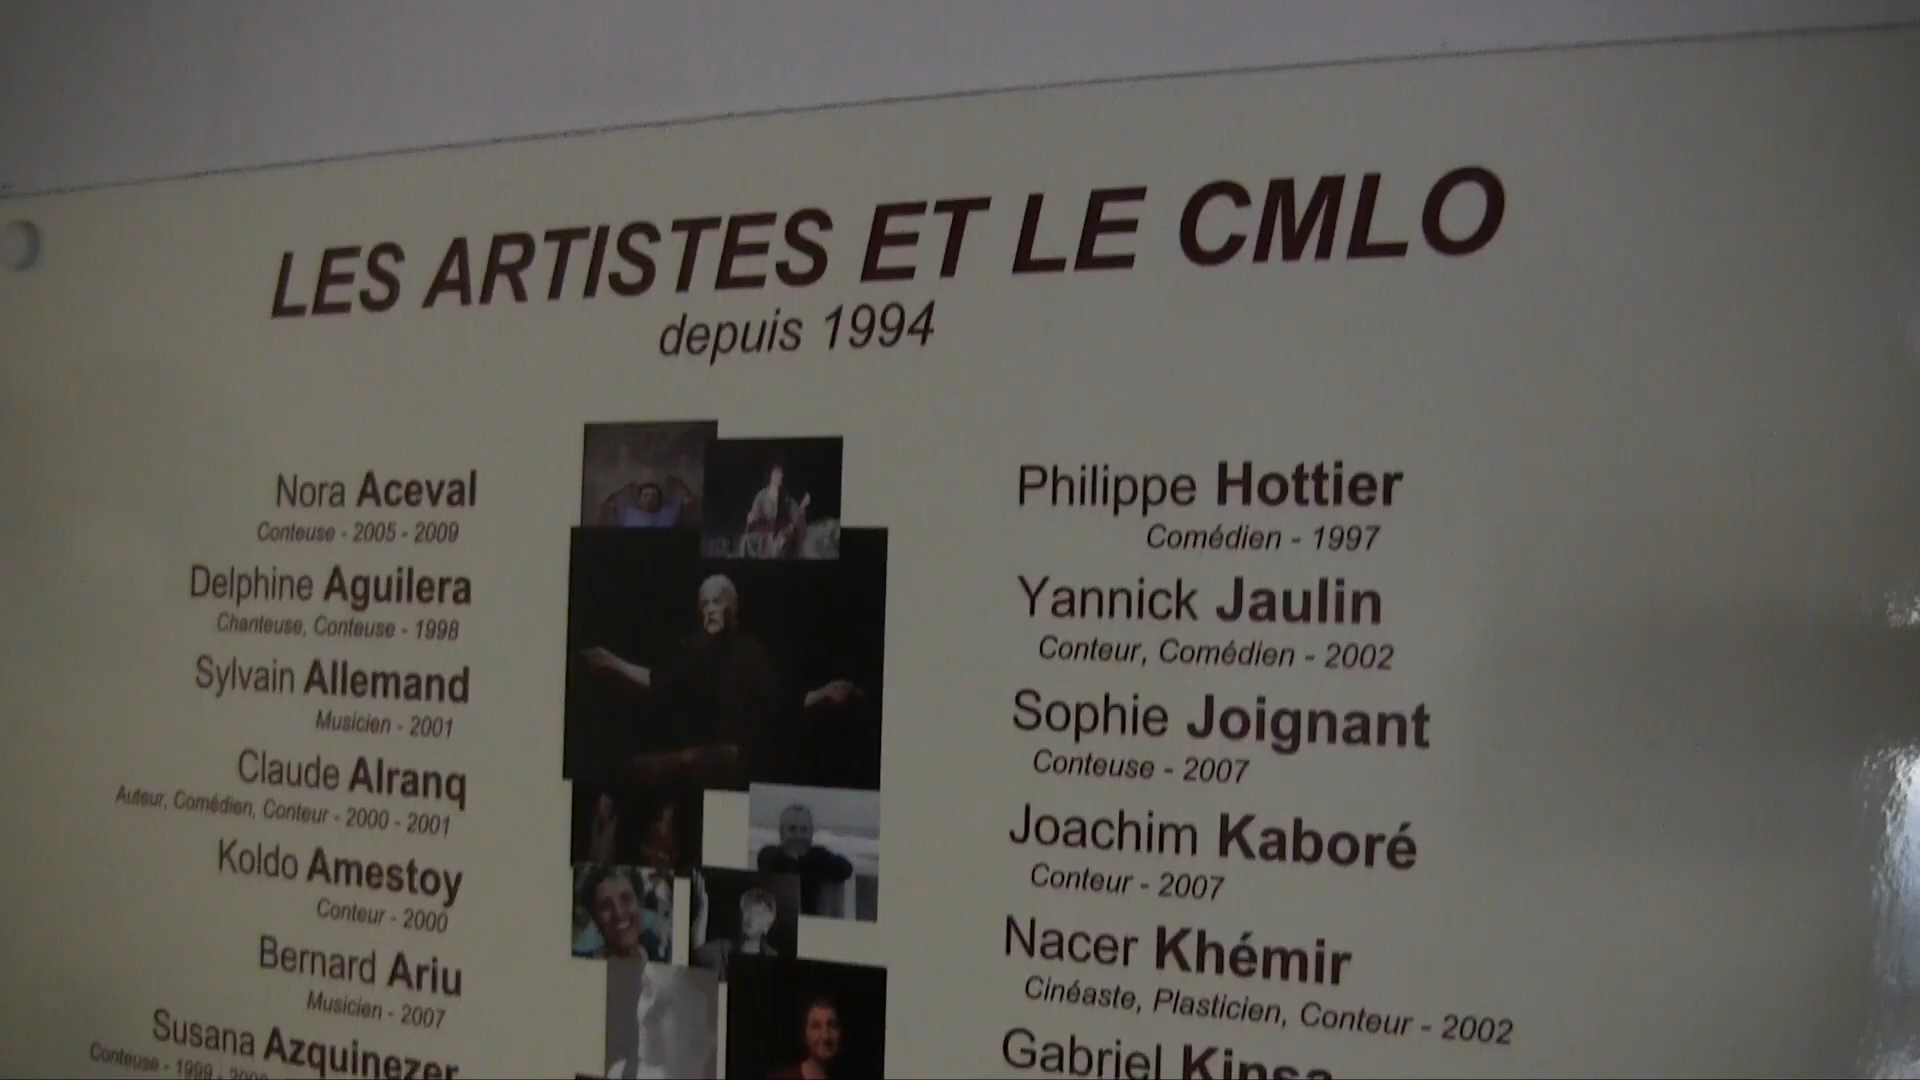 LES ARTISTES ET LE CMLO
depuis 1994
Nora Aceval
Conteuse - 2005 - 2009
Delphine Aguilera
Chanteuse, Conteuse - 1998
Sylvain Allemand
Musicien - 2001
Claude Alranq
Auteur, Comédien, Conteur - 2000 - 2001
Koldo Amestoy
Conteur - 2000
Bernard Ariu
Musicien - 2007
Susana Azquinezer
Conteuse - 1999
Philippe Hottier
Comédien - 1997
Yannick Jaulin
Conteur, Comédien - 2002
Sophie Joignant
Conteuse - 2007
Joachim Kaboré
Conteur - 2007
Nacer Khémir
Cinéaste, Plasticien, Conteur - 2002
Gabriel